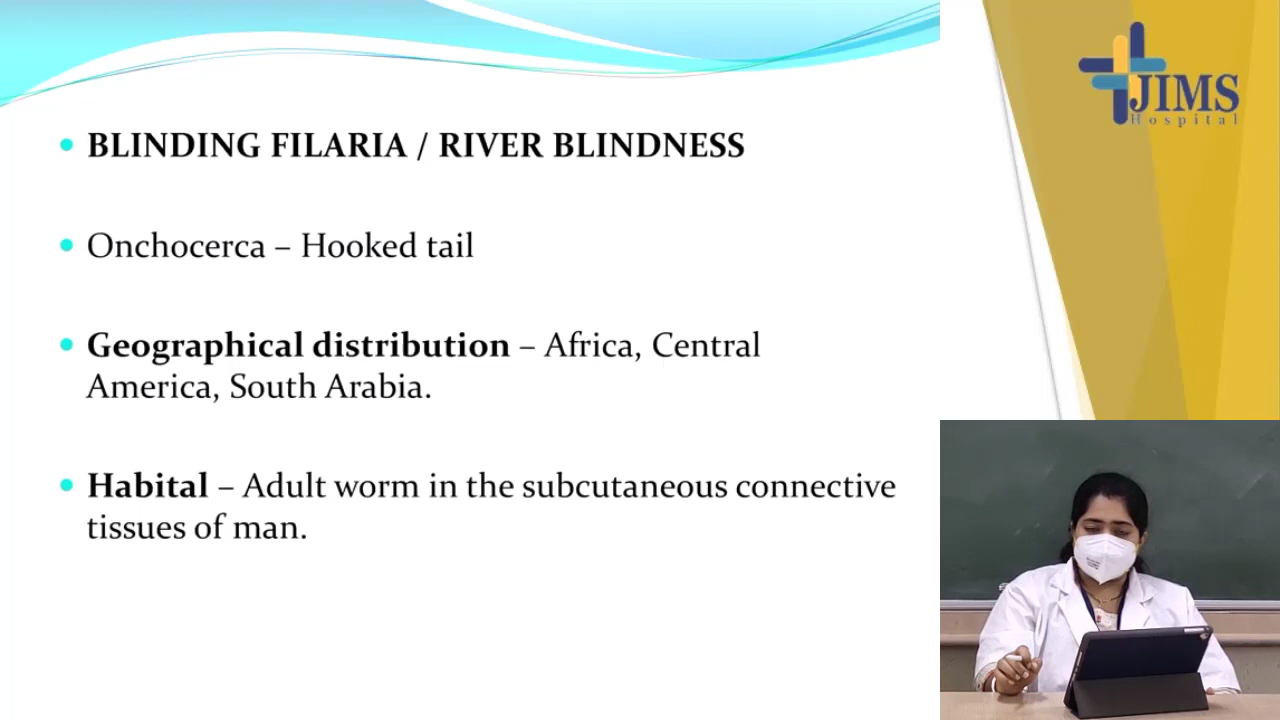 BLINDING FILARIA / RIVER BLINDNESS
Onchocerca – Hooked tail
Geographical distribution – Africa, Central
America, South Arabia.
Habital – Adult worm in the subcutaneous connective
tissues of man.
JIMS
Hospital